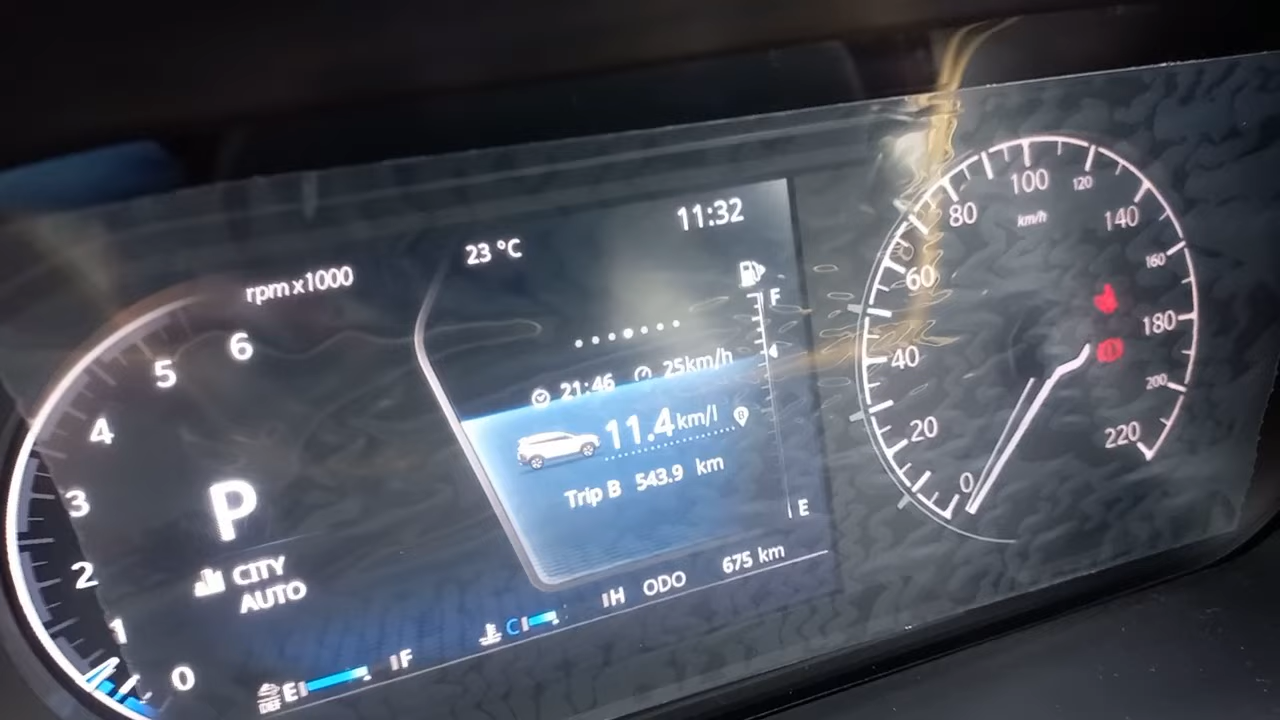 11:32
23 °C
rpm x1000
6
5
4
3
2
1
0
P
CITY
AUTO
F
21:46 25km/h
11.4 km/l
Trip B 543.9 km
E
675 km
ODO
C H
DEF E F
0
20
40
60
80
100
120
140
160
180
200
220
km/h